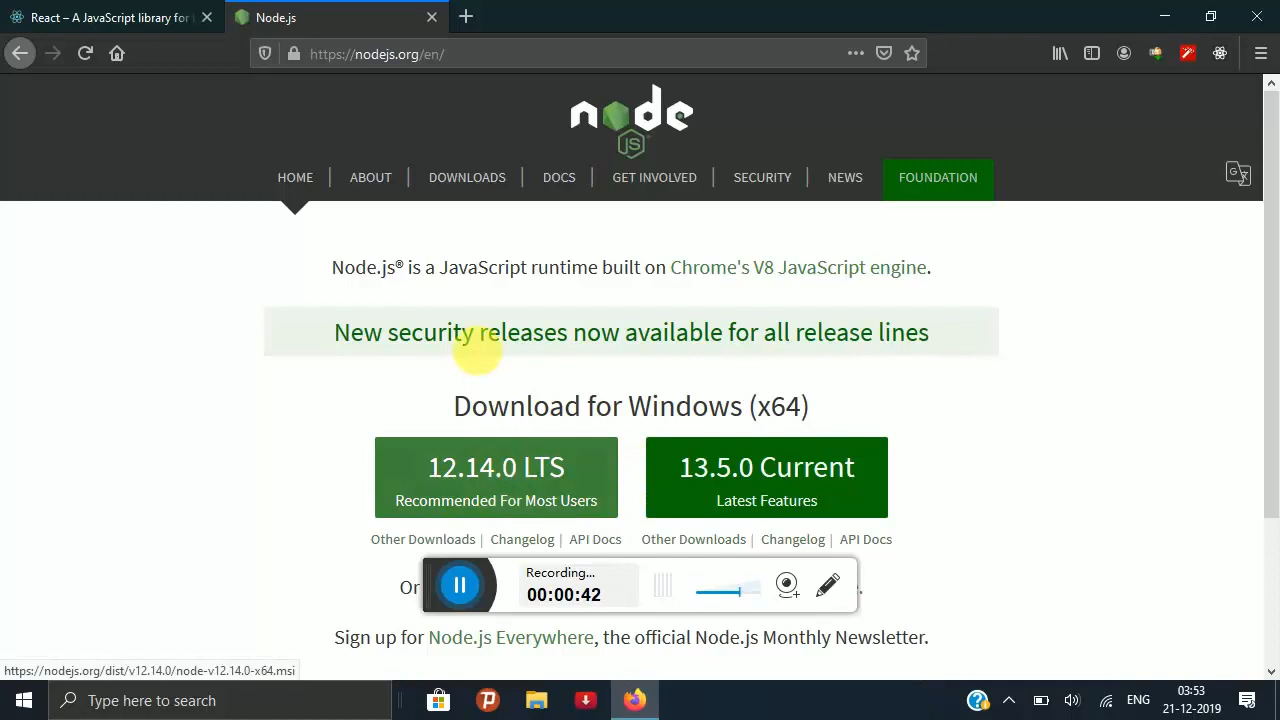 React – A JavaScript library for
Node.js
https://nodejs.org/en/
node
JS
HOME
ABOUT
DOWNLOADS
DOCS
GET INVOLVED
SECURITY
NEWS
FOUNDATION
Node.js® is a JavaScript runtime built on Chrome's V8 JavaScript engine.
New security releases now available for all release lines
Download for Windows (x64)
12.14.0 LTS
Recommended For Most Users
13.5.0 Current
Latest Features
Other Downloads | Changelog | API Docs
Other Downloads | Changelog | API Docs
Or
Recording...
00:00:42
Sign up for Node.js Everywhere, the official Node.js Monthly Newsletter.
https://nodejs.org/dist/v12.14.0/node-v12.14.0-x64.msi
Type here to search
ENG
03:53
21-12-2019